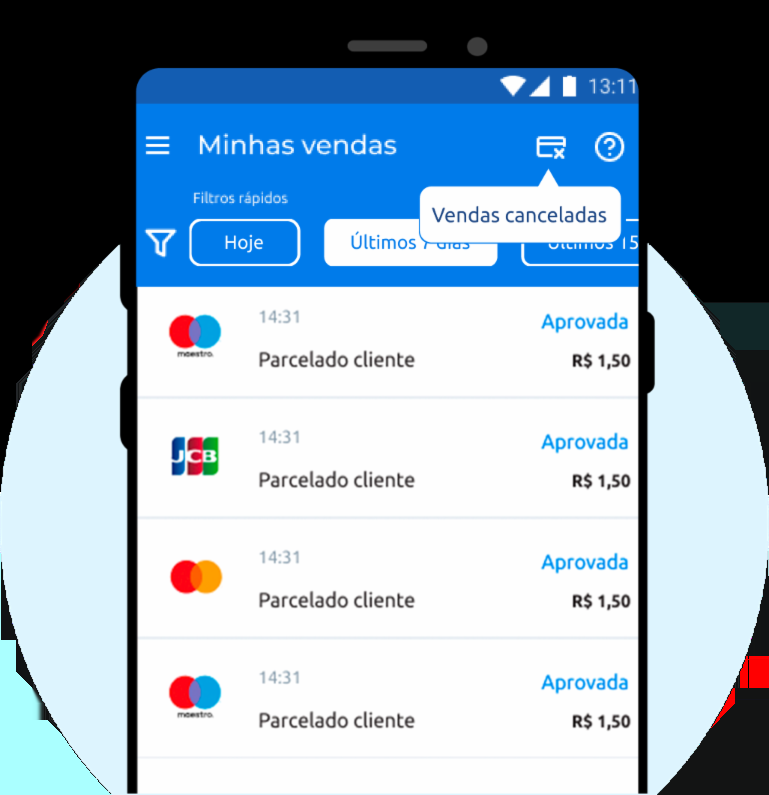 13:11
Minhas vendas
Filtros rápidos
Vendas canceladas
Hoje
Últimos 7 dias
Últimos 15
14:31
Aprovada
maestro.
Parcelado cliente
R$ 1,50
14:31
Aprovada
JCB
Parcelado cliente
R$ 1,50
14:31
Aprovada
Parcelado cliente
R$ 1,50
14:31
Aprovada
maestro.
Parcelado cliente
R$ 1,50